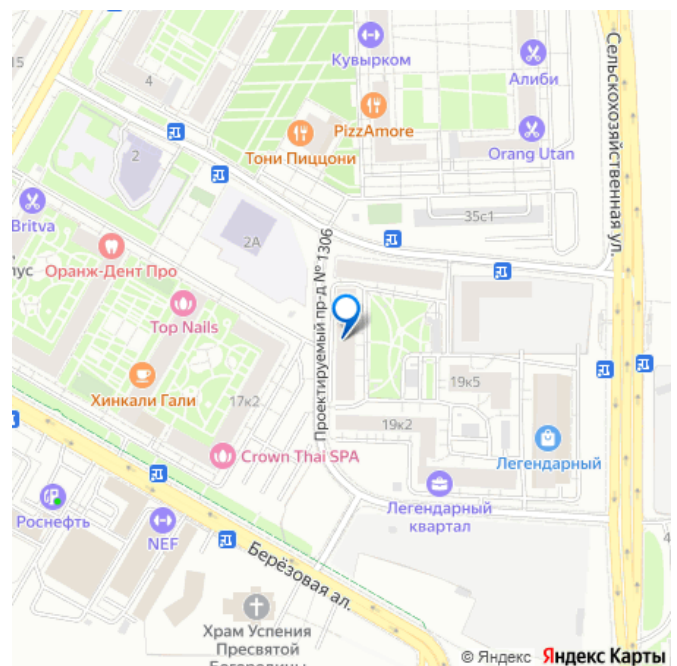 Кувырком
Алиби
15
4
PizzAmore
Тони Пиццони
Orang Utan
Сельскохозяйственная ул.
2
Britva
35с1
2А
пус
Оранж-Дент Про
Проектируемый пр-д № 1306
Top Nails
Хинкали Гали
17к2
19к5
19к2
Crown Thai SPA
Легендарный
Роснефть
Легендарный
квартал
NEF
4
Берёзовая ал.
Храм Успения
Пресвятой
Богородицы
© Яндекс Яндекс Карты